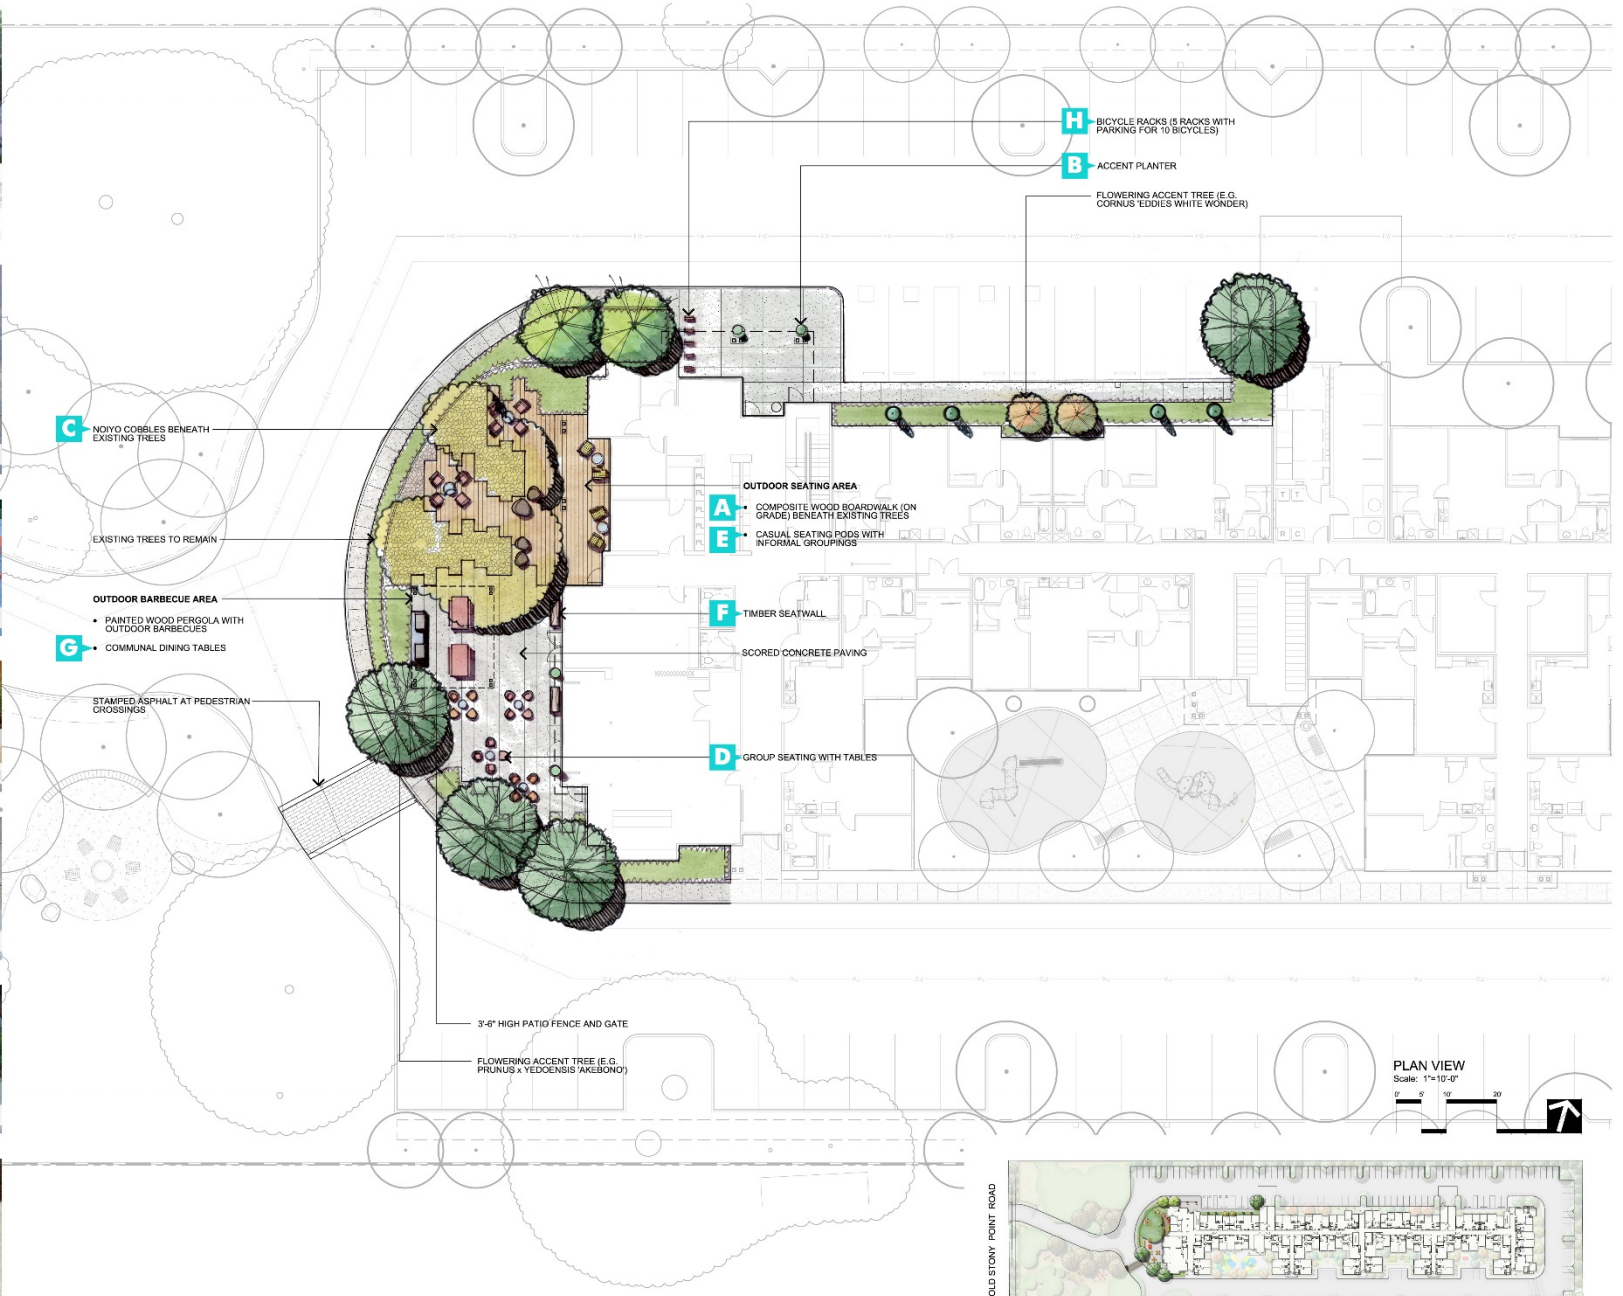 H
BICYCLE RACKS (5 RACKS WITH
PARKING FOR 10 BICYCLES)
B
ACCENT PLANTER
FLOWERING ACCENT TREE (E.G.
CORNUS 'EDDIES WHITE WONDER)
C
NOIYO COBBLES BENEATH
EXISTING TREES
OUTDOOR SEATING AREA
A
• COMPOSITE WOOD BOARDWALK (ON
GRADE) BENEATH EXISTING TREES
E
• CASUAL SEATING PODS WITH
INFORMAL GROUPINGS
EXISTING TREES TO REMAIN
OUTDOOR BARBECUE AREA
• PAINTED WOOD PERGOLA WITH
OUTDOOR BARBECUES
G
• COMMUNAL DINING TABLES
F
TIMBER SEATWALL
SCORED CONCRETE PAVING
STAMPED ASPHALT AT PEDESTRIAN
CROSSINGS
D
GROUP SEATING WITH TABLES
3'-6" HIGH PATIO FENCE AND GATE
FLOWERING ACCENT TREE (E.G.
PRUNUS x YEDOENSIS 'AKEBONO')
PLAN VIEW
Scale: 1"=10'-0"
0' 5' 10' 20'
OLD STONY POINT ROAD
T T
R C